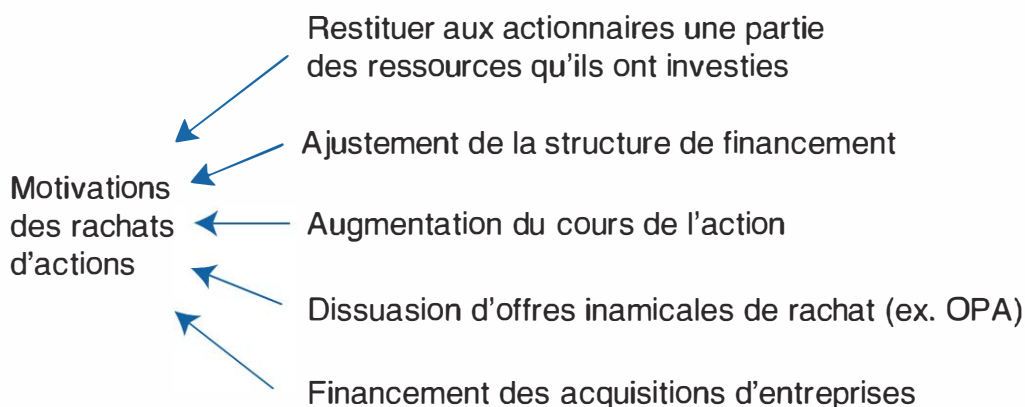 Restituer aux actionnaires une partie
des ressources qu'ils ont investies
Ajustement de la structure de financement
Motivations
des rachats
d'actions
Augmentation du cours de l'action
Dissuasion d'offres inamicales de rachat (ex. OPA)
Financement des acquisitions d'entreprises